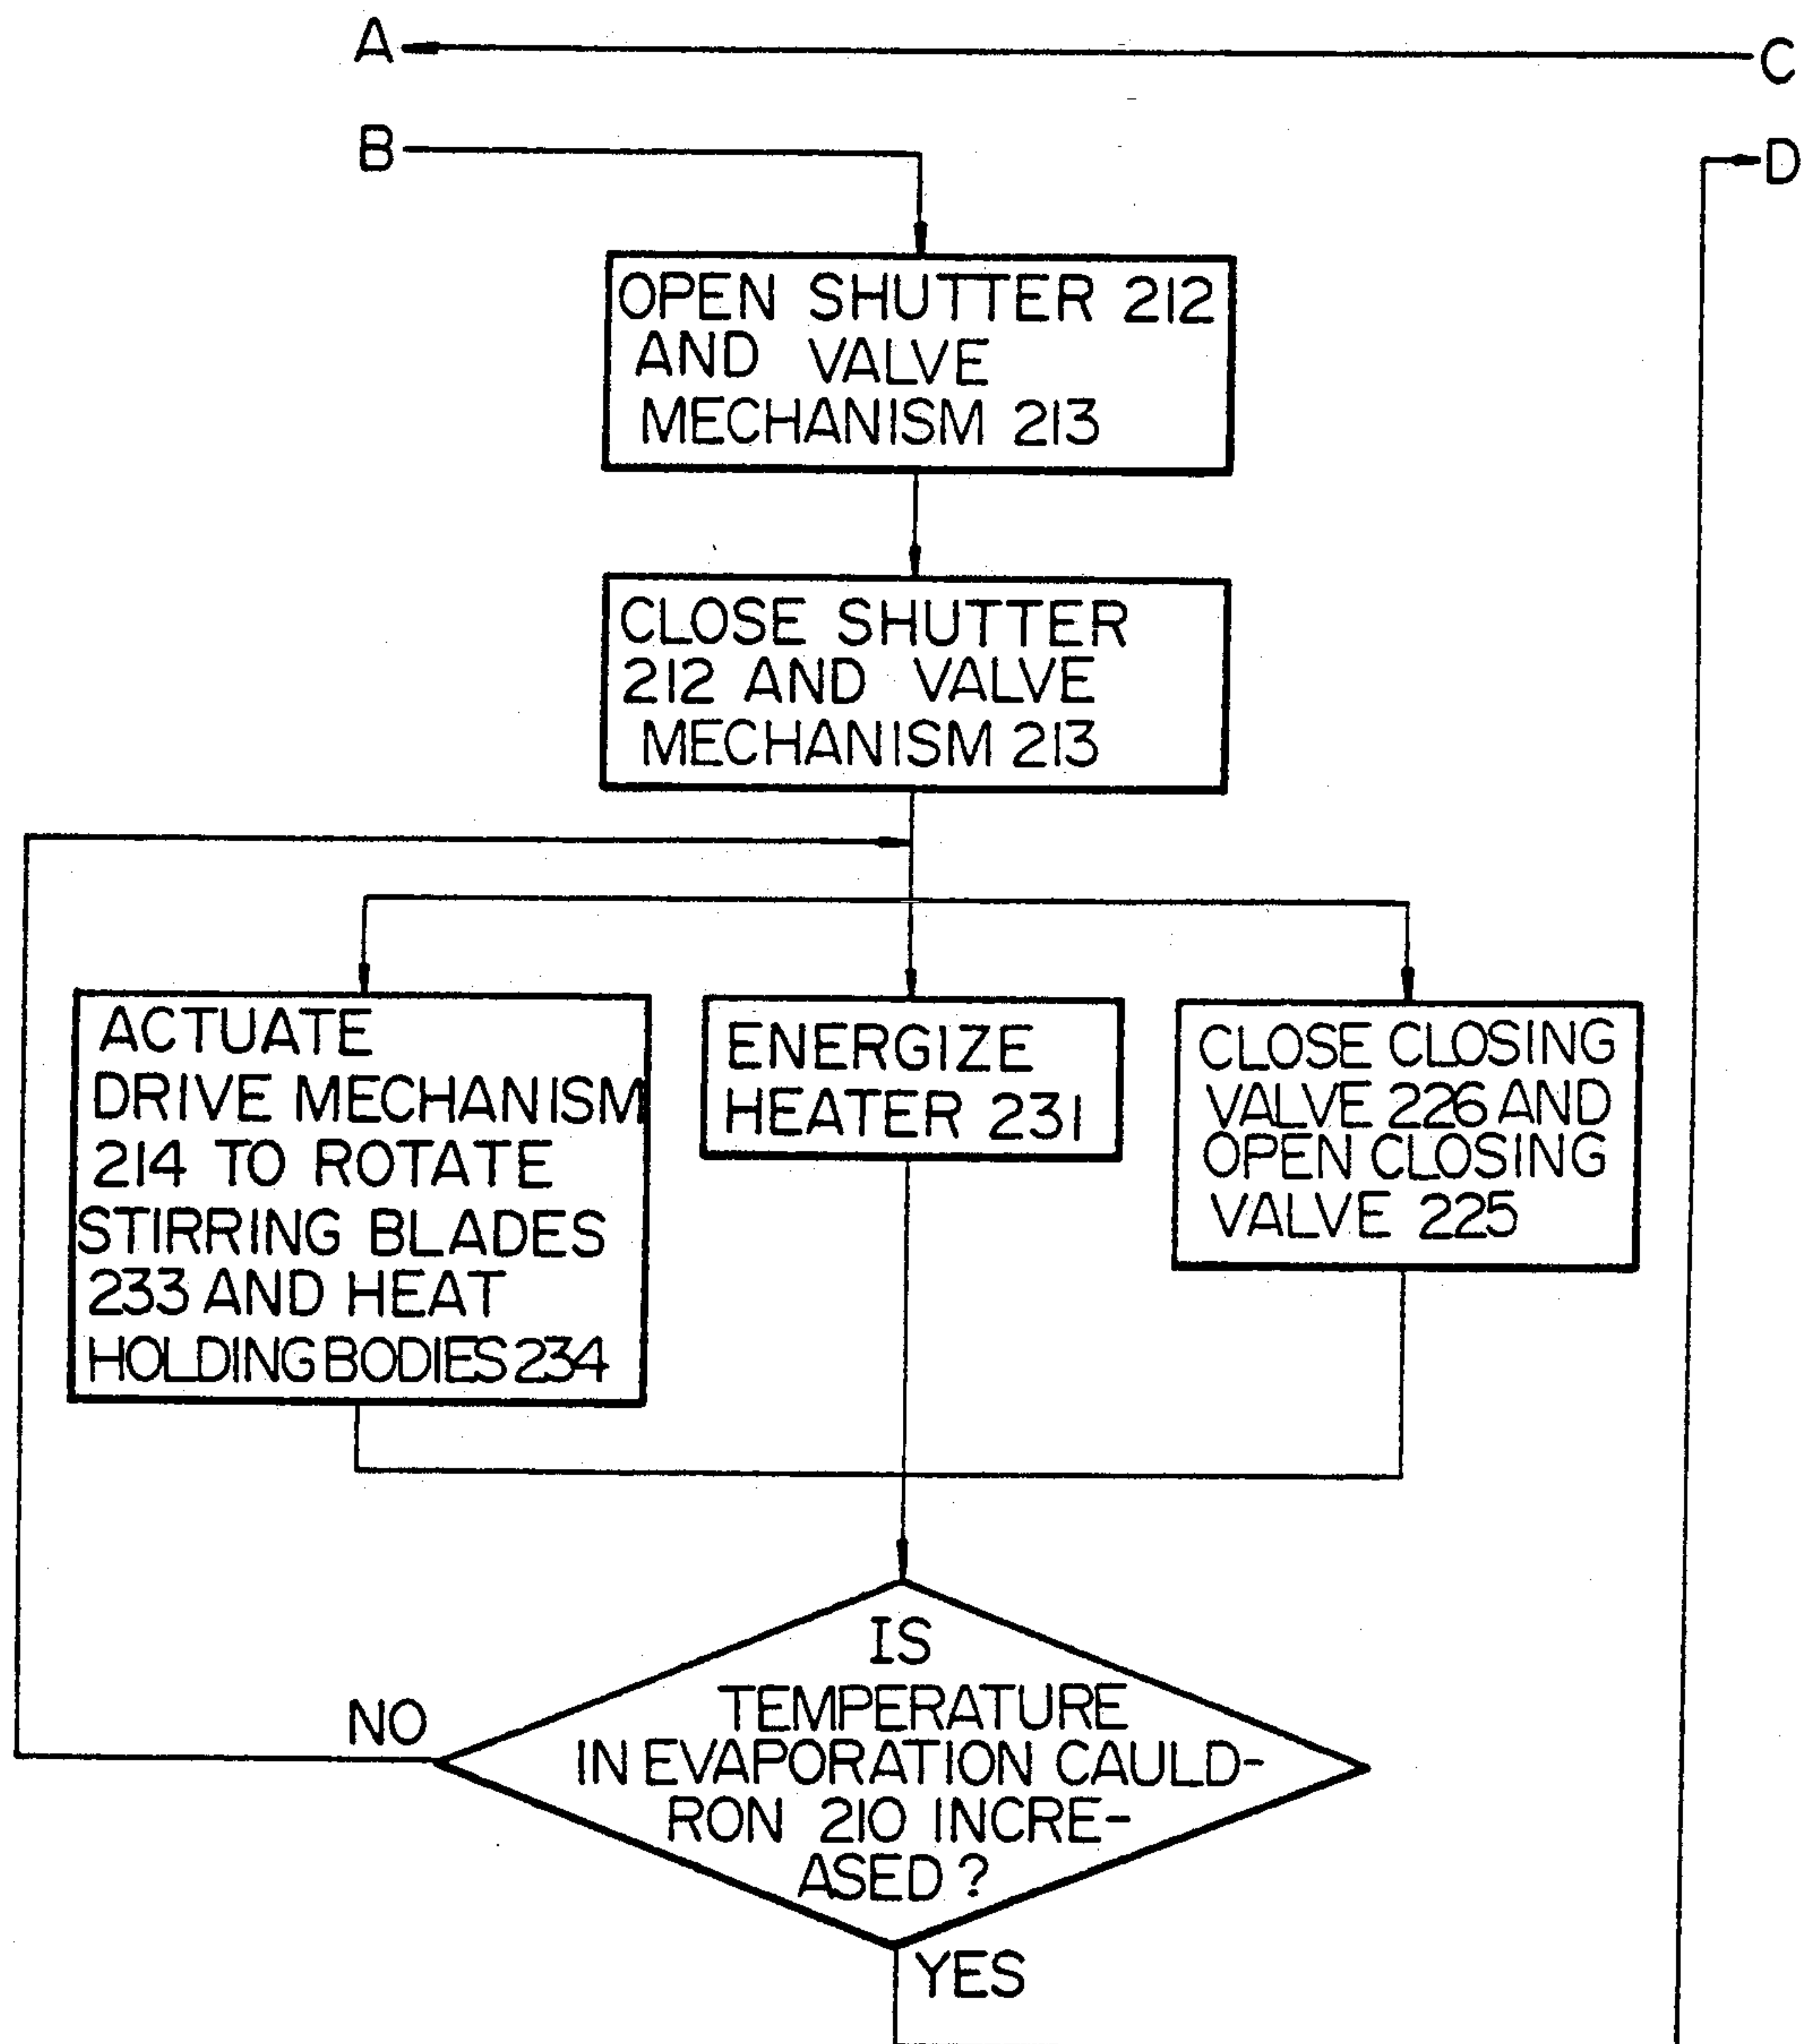 A
C
B
D
OPEN SHUTTER 212
AND VALVE
MECHANISM 213
CLOSE SHUTTER
212 AND VALVE
MECHANISM 213
ACTUATE
DRIVE MECHANISM
214 TO ROTATE
STIRRING BLADES
233 AND HEAT
HOLDING BODIES 234
ENERGIZE
HEATER 231
CLOSE CLOSING
VALVE 226 AND
OPEN CLOSING
VALVE 225
IS
TEMPERATURE
IN EVAPORATION CAULD-
RON 210 INCRE-
ASED ?
NO
YES